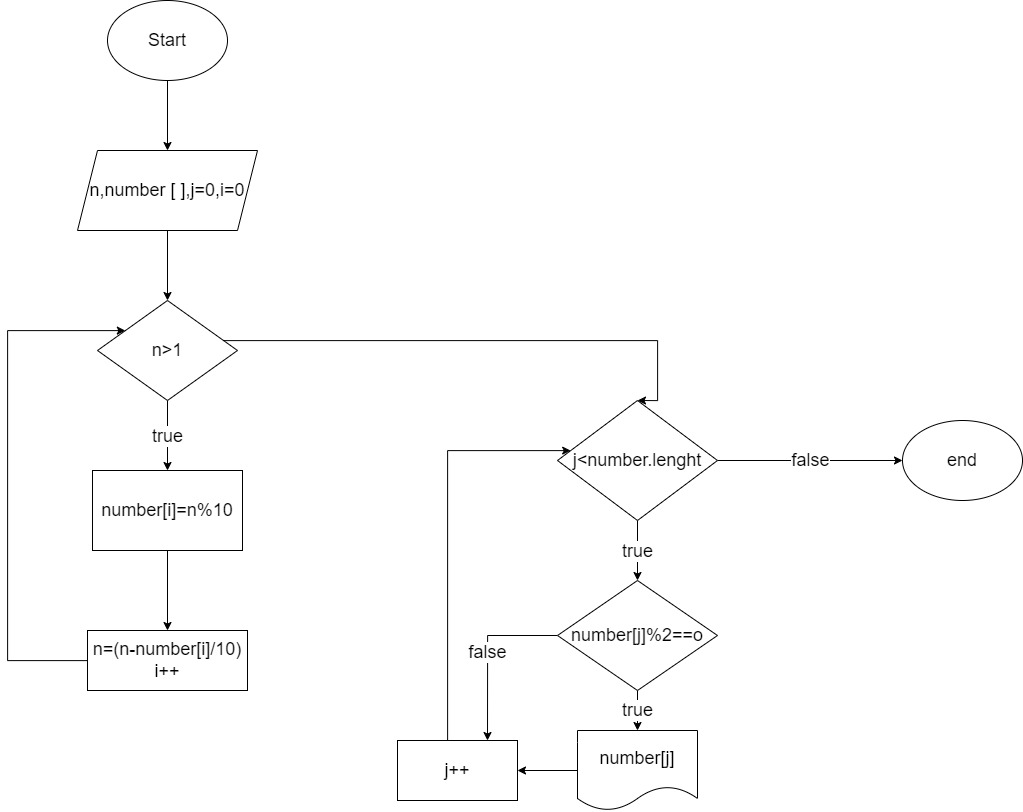 Start
n,number [ ],j=0,i=0
n>1
true
number[i]=n%10
n=(n-number[i]/10)
i++
j<number.lenght
false
end
true
number[j]%2==o
false
true
number[j]
j++